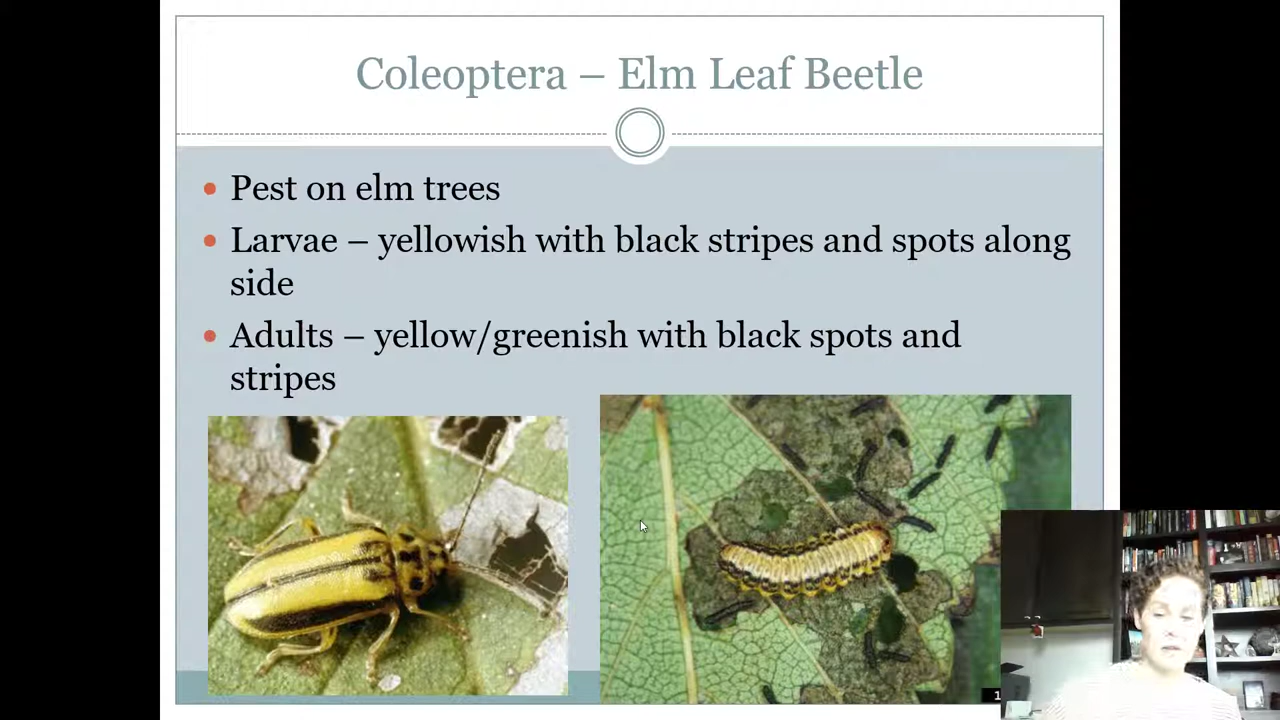 Coleoptera – Elm Leaf Beetle
Pest on elm trees
Larvae – yellowish with black stripes and spots along
side
Adults – yellow/greenish with black spots and
stripes